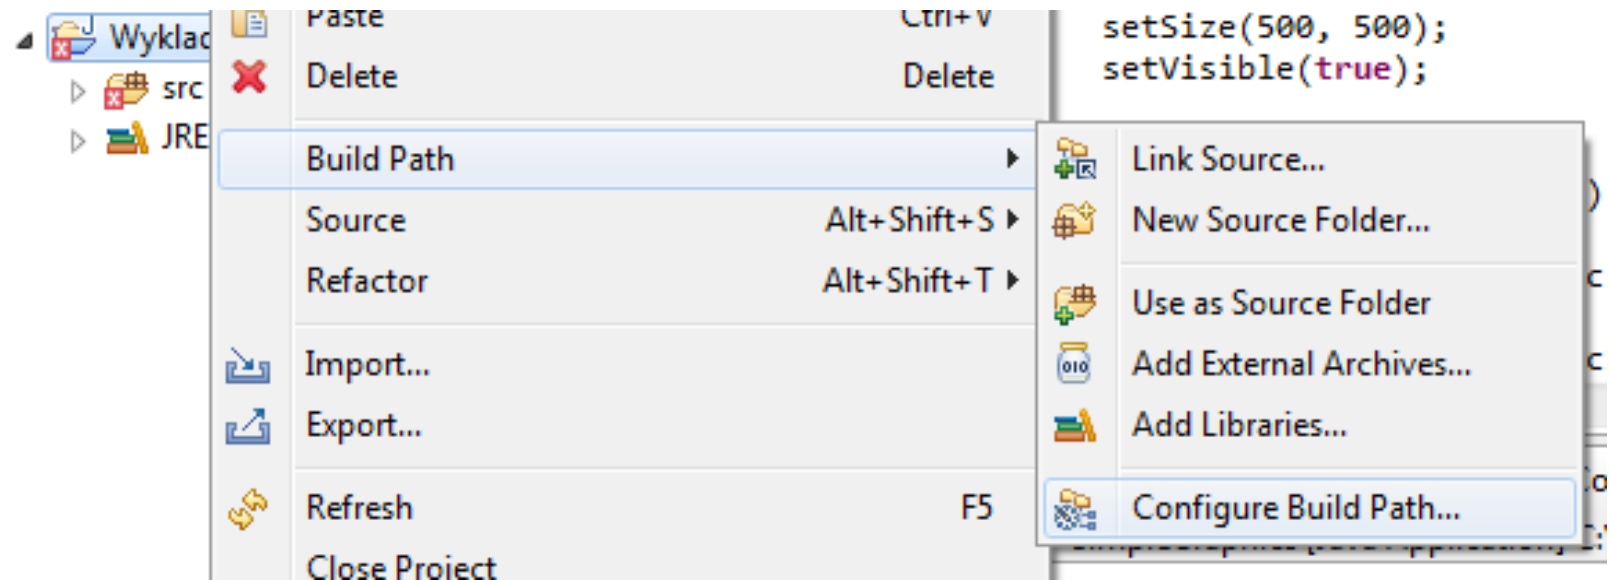 Wyklad
src
JRE
Paste Ctrl+V
Delete Delete
Build Path
Source Alt+Shift+S
Refactor Alt+Shift+T
Import...
Export...
Refresh F5
Close Project
Link Source...
New Source Folder...
Use as Source Folder
Add External Archives...
Add Libraries...
Configure Build Path...
setSize(500, 500);
setVisible(true);
)
c
c